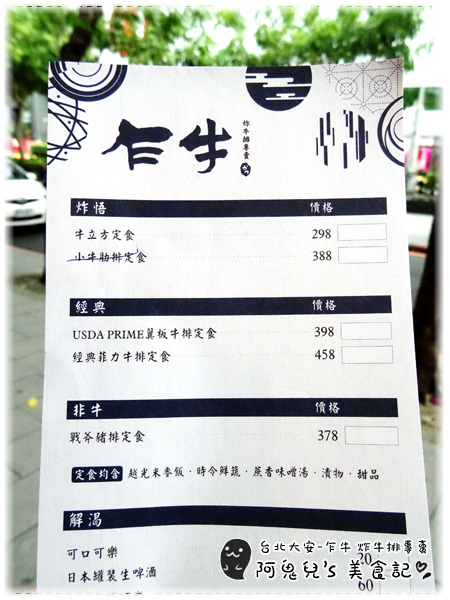 乍牛
炸牛排專賣
炸悟 價格
牛立方定食 298
小牛肋排定食 388
經典 價格
USDA PRIME翼板牛排定食 398
經典菲力牛排定食 458
非牛 價格
戰斧豬排定食 378
定食均含 越光米麥飯·時令鮮蔬·蔗香味噌湯·漬物·甜品
解渴
可口可樂 20
日本罐裝生啤酒 60
台北大安-乍牛 炸牛排專賣
阿鬼兒's 美食記